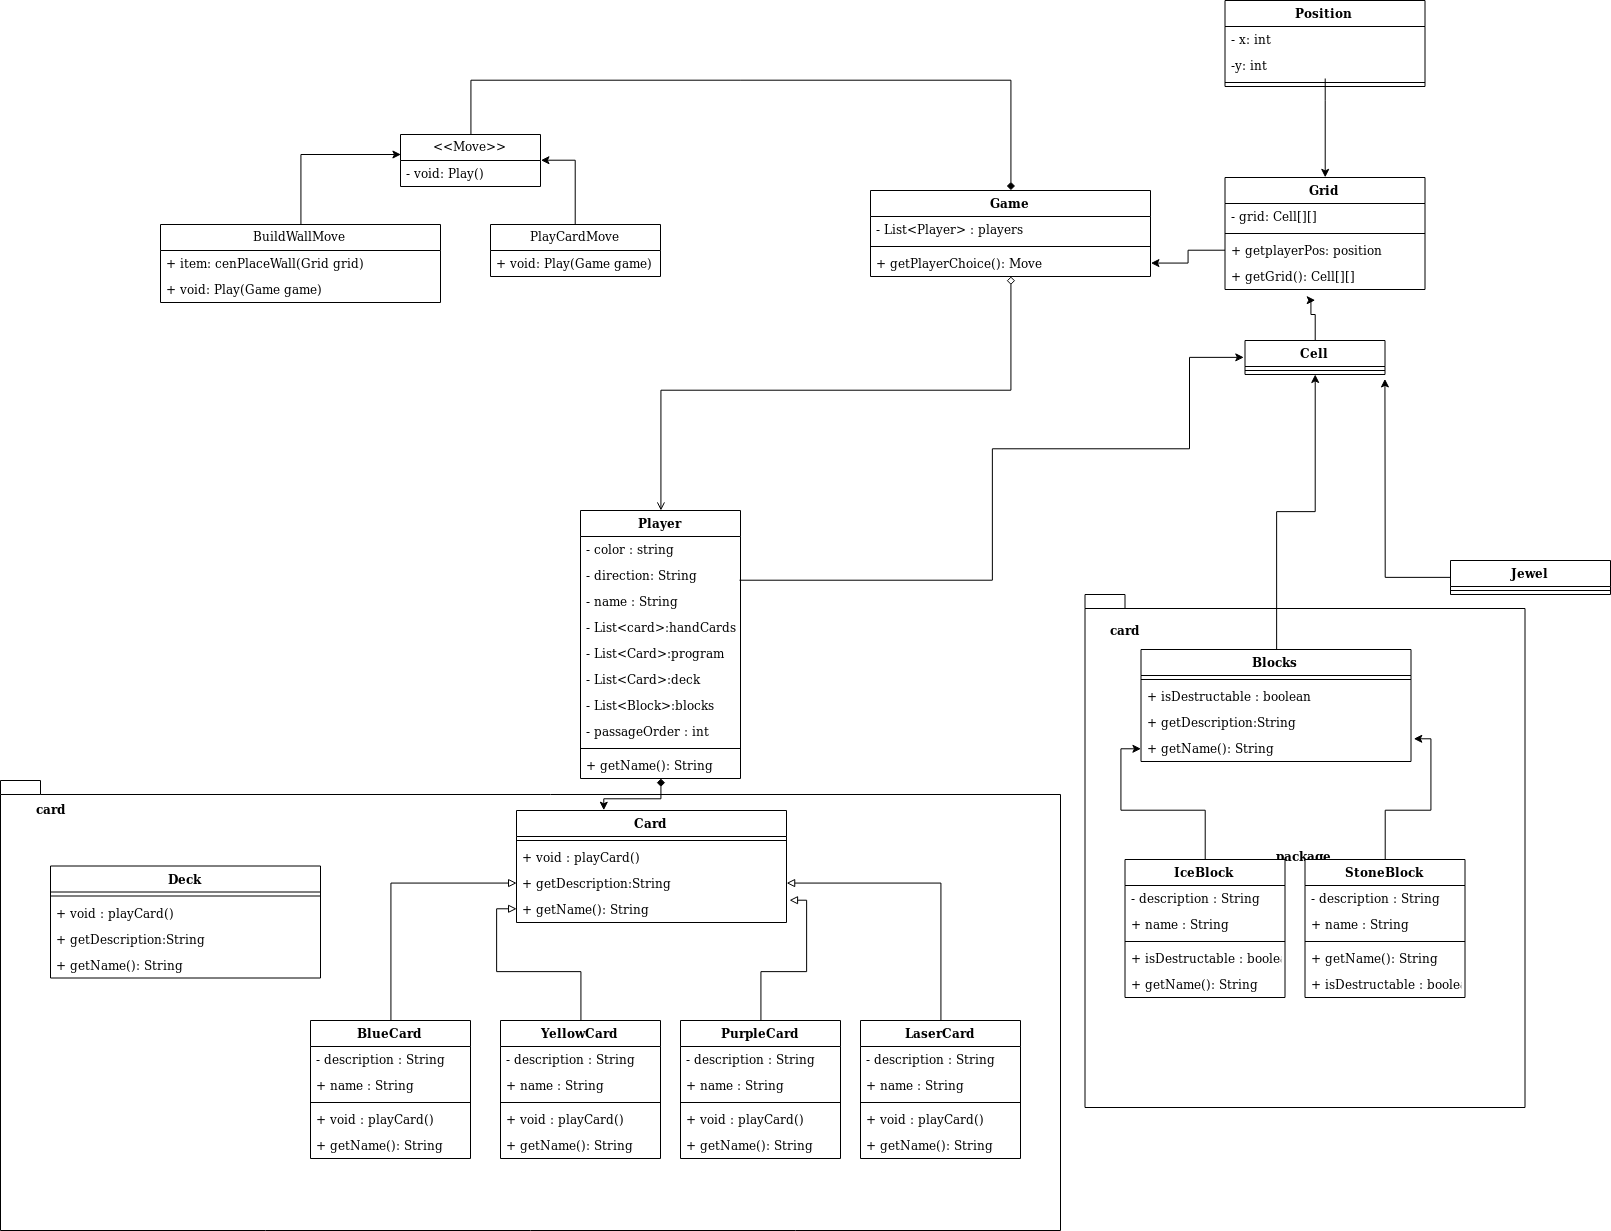 Position
- x: int
-y: int
<<Move>>
- void: Play()
BuildWallMove
+ item: cenPlaceWall(Grid grid)
+ void: Play(Game game)
PlayCardMove
+ void: Play(Game game)
Game
- List<Player> : players
+ getPlayerChoice(): Move
Grid
- grid: Cell[][]
+ getplayerPos: position
+ getGrid(): Cell[][]
Cell
Player
- color : string
- direction: String
- name : String
- List<card>:handCards
- List<Card>:program
- List<Card>:deck
- List<Block>:blocks
- passageOrder : int
+ getName(): String
Jewel
card
Blocks
+ isDestructable : boolean
+ getDescription:String
+ getName(): String
package
IceBlock
- description : String
+ name : String
+ isDestructable : boole
+ getName(): String
StoneBlock
- description : String
+ name : String
+ getName(): String
+ isDestructable : boole
card
Card
+ void : playCard()
+ getDescription:String
+ getName(): String
Deck
+ void : playCard()
+ getDescription:String
+ getName(): String
BlueCard
- description : String
+ name : String
+ void : playCard()
+ getName(): String
YellowCard
- description : String
+ name : String
+ void : playCard()
+ getName(): String
PurpleCard
- description : String
+ name : String
+ void : playCard()
+ getName(): String
LaserCard
- description : String
+ name : String
+ void : playCard()
+ getName(): String